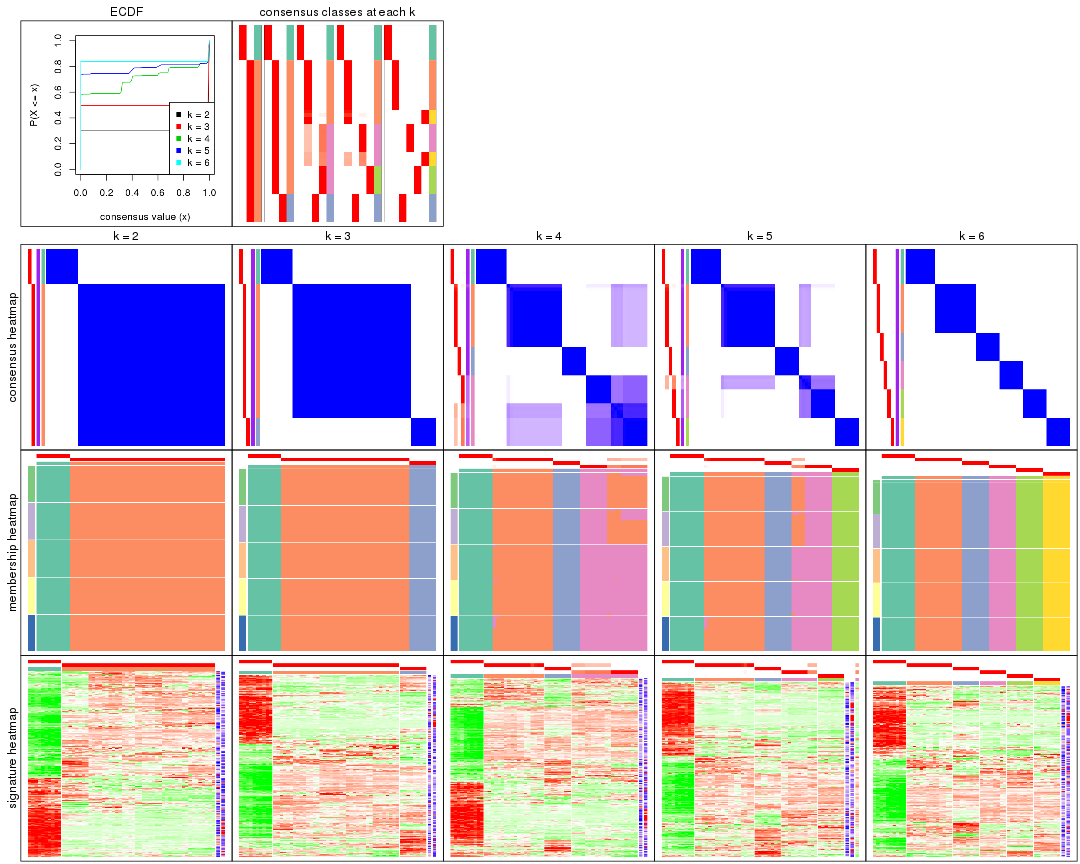 ECDF
consensus classes at each k
P(X <= x)
0.0 0.2 0.4 0.6 0.8 1.0
k = 2
k = 3
k = 4
k = 5
k = 6
0.0 0.2 0.4 0.6 0.8 1.0
consensus value (x)
k = 2
k = 3
k = 4
k = 5
k = 6
consensus heatmap
membership heatmap
signature heatmap